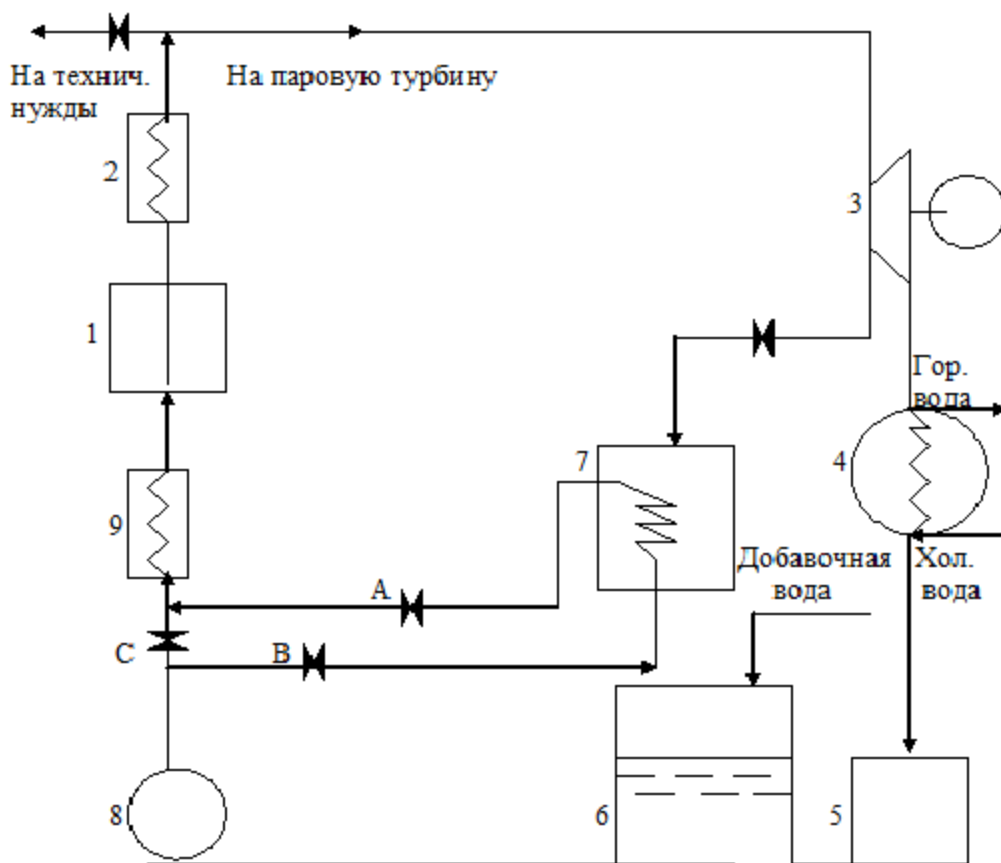 На технич.
нужды
На паровую турбину
2
3
1
Гор.
вода
7
4
9
Добавочная
вода
Хол.
вода
А
С
В
8
6
5